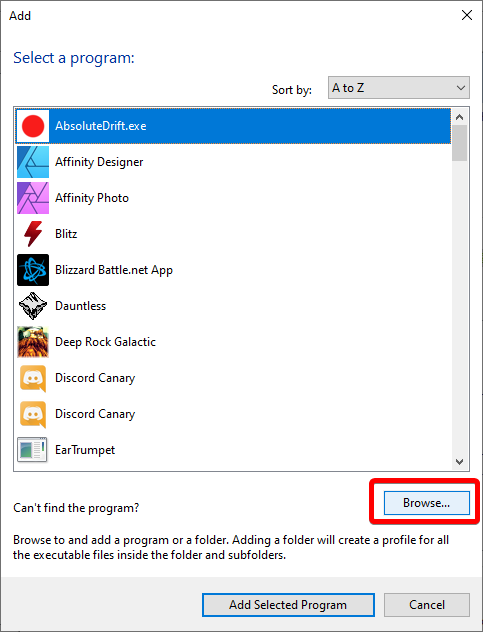 Add
Select a program:
Sort by:
A to Z
AbsoluteDrift.exe
Affinity Designer
Affinity Photo
Blitz
Blizzard Battle.net App
Dauntless
Deep Rock Galactic
Discord Canary
Discord Canary
EarTrumpet
Can't find the program?
Browse...
Browse to and add a program or a folder. Adding a folder will create a profile for all
the executable files inside the folder and subfolders.
Add Selected Program
Cancel